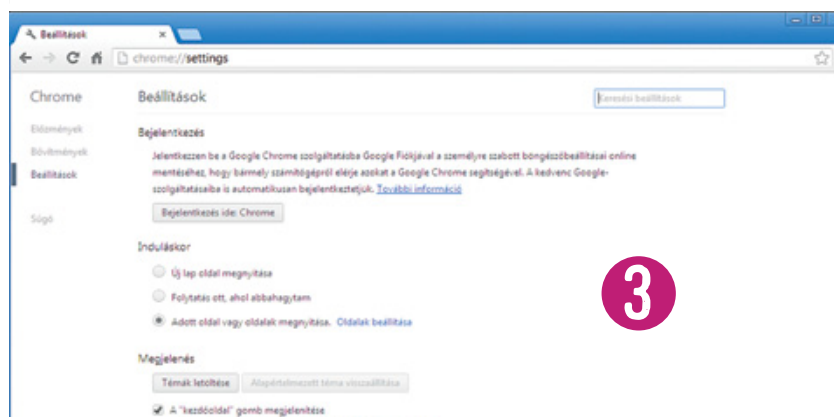 Beállítások
chrome://settings
Chrome
Beállítások
Keresési beállítások
Előzmények
Bővítmények
Beállítások
Súgó
Bejelentkezés
Jelentkezzen be a Google Chrome szolgáltatásba Google Fiókjával a személyre szabott böngészőbeállításai online
mentéséhez, hogy bármely számítógépről elérje azokat a Google Chrome segítségével. A kedvenc Google-
szolgáltatásaiba is automatikusan bejelentkeztetjük. További információ
Bejelentkezés ide: Chrome
Induláskor
Új lap oldal megnyitása
Folytatás ott, ahol abbahagytam
Adott oldal vagy oldalak megnyitása. Oldalak beállítása
3
Megjelenés
Témák letöltése Alapértelmezett téma visszaállítása
A "kezdőoldal" gomb megjelenítése